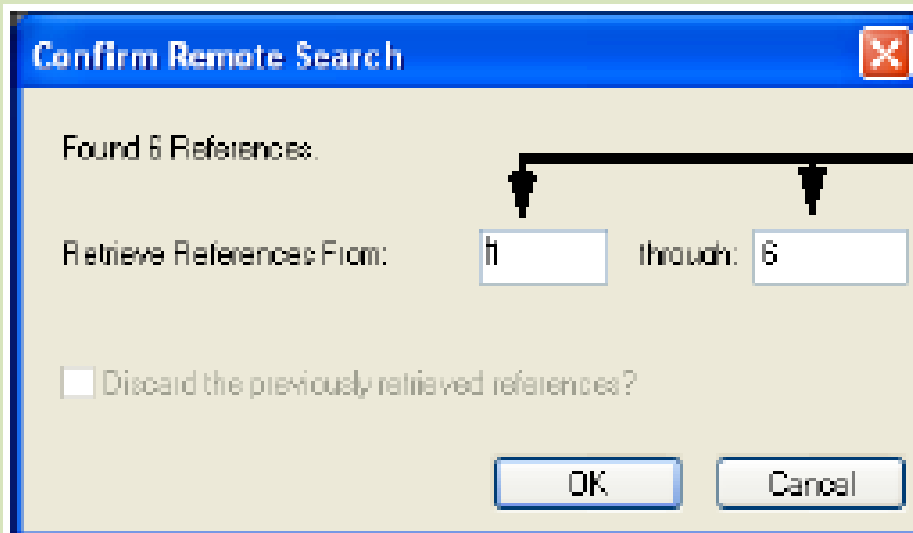 Confirm Remote Search
Found 6 References.
Retrieve References From: 1 through: 6
Discard the previously retrieved references?
OK Cancel